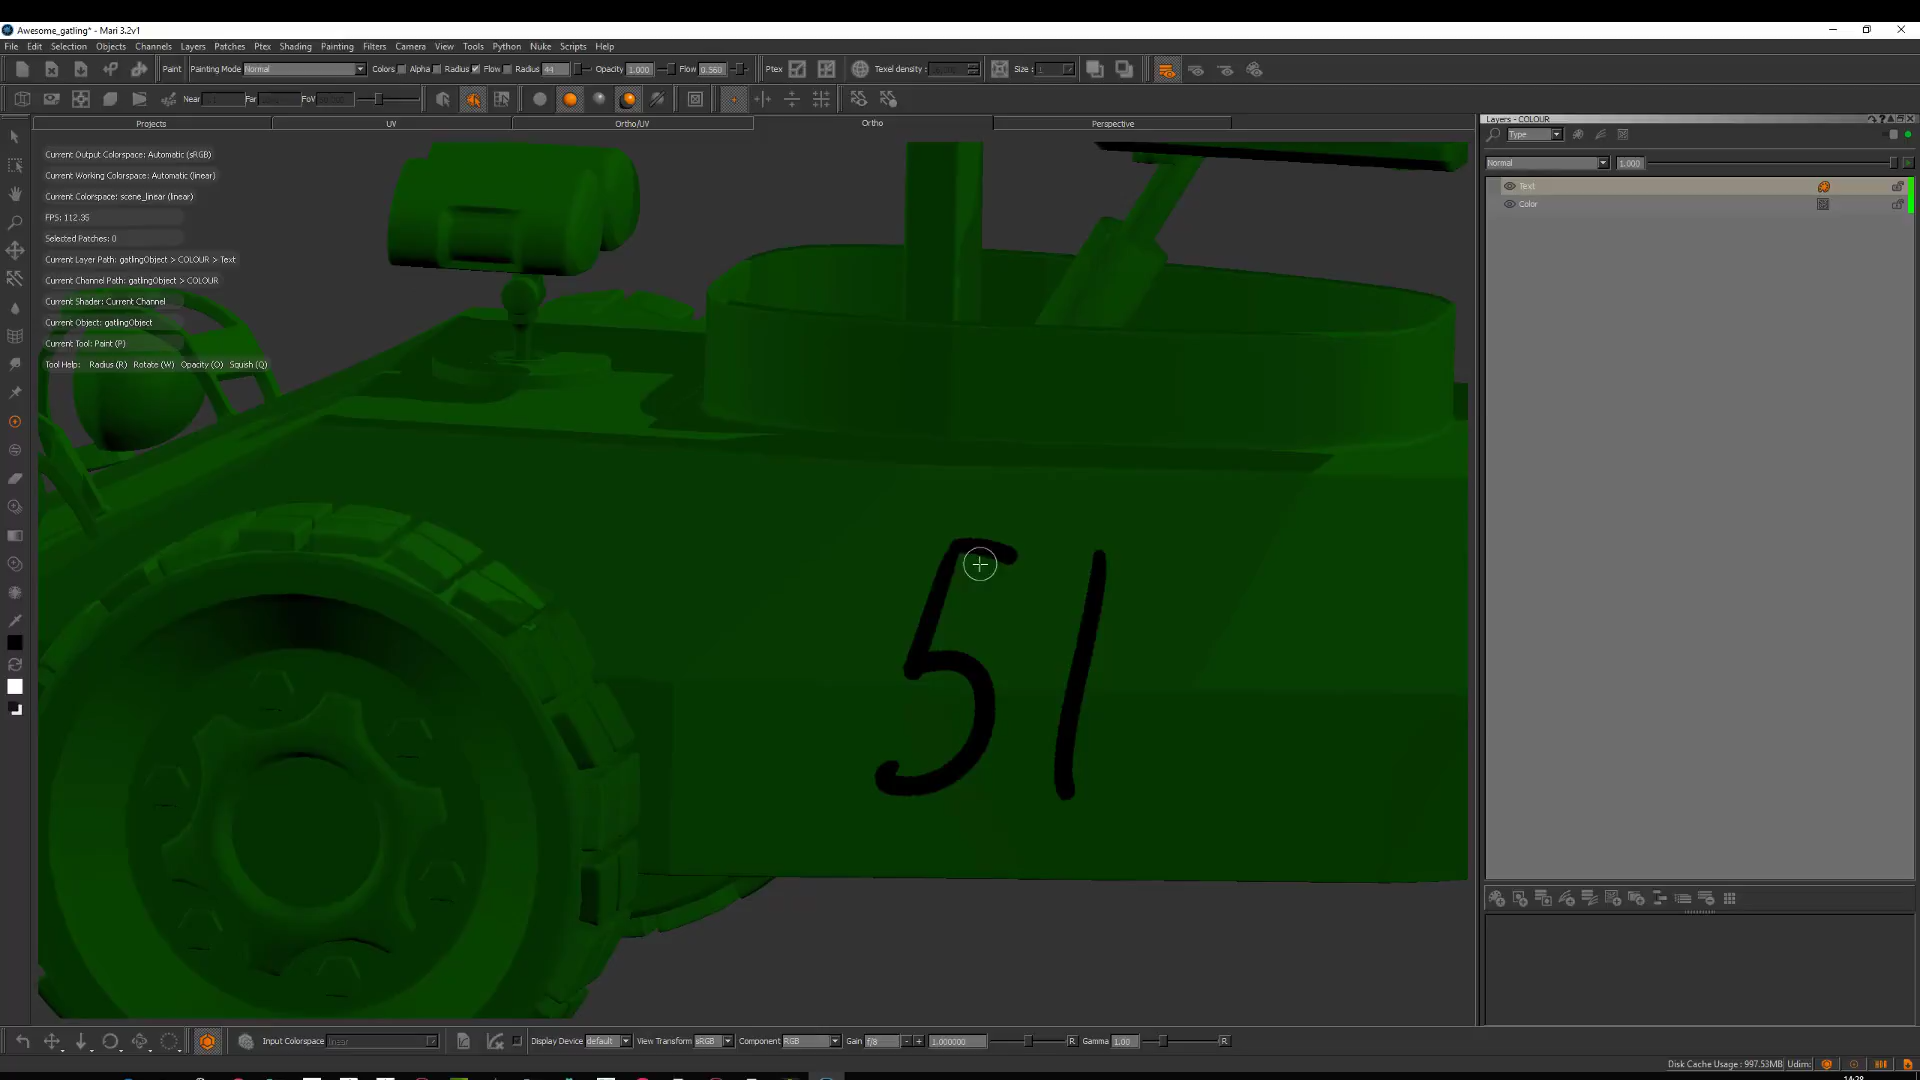 Awesome_gatling* - Mari 3.2v1
File Edit Selection Objects Channels Layers Patches Ptex Shading Painting Filters Camera View Tools Python Nuke Scripts Help
Paint Painting Mode Normal Colors Alpha Radius Flow Radius 44 Opacity 1.000 Flow 0.560 Ptex Texel density : Size :
Near Far FoV
Projects UV Ortho/UV Ortho Perspective
Layers - COLOUR
Type
Normal 1.000
Text
Color
Current Output Colorspace: Automatic (sRGB)
Current Working Colorspace: Automatic (linear)
Current Colorspace: scene_linear (linear)
FPS: 112.35
Selected Patches: 0
Current Layer Path: gatlingObject > COLOUR > Text
Current Channel Path: gatlingObject > COLOUR
Current Shader: Current Channel
Current Object: gatlingObject
Current Tool: Paint (P)
Tool Help: Radius (R) Rotate (W) Opacity (O) Squish (Q)
51
Input Colorspace linear Display Device default View Transform sRGB Component RGB Gain f/8 - + 1.000000 R Gamma 1.00 R
Disk Cache Usage : 997.53MB Udim: